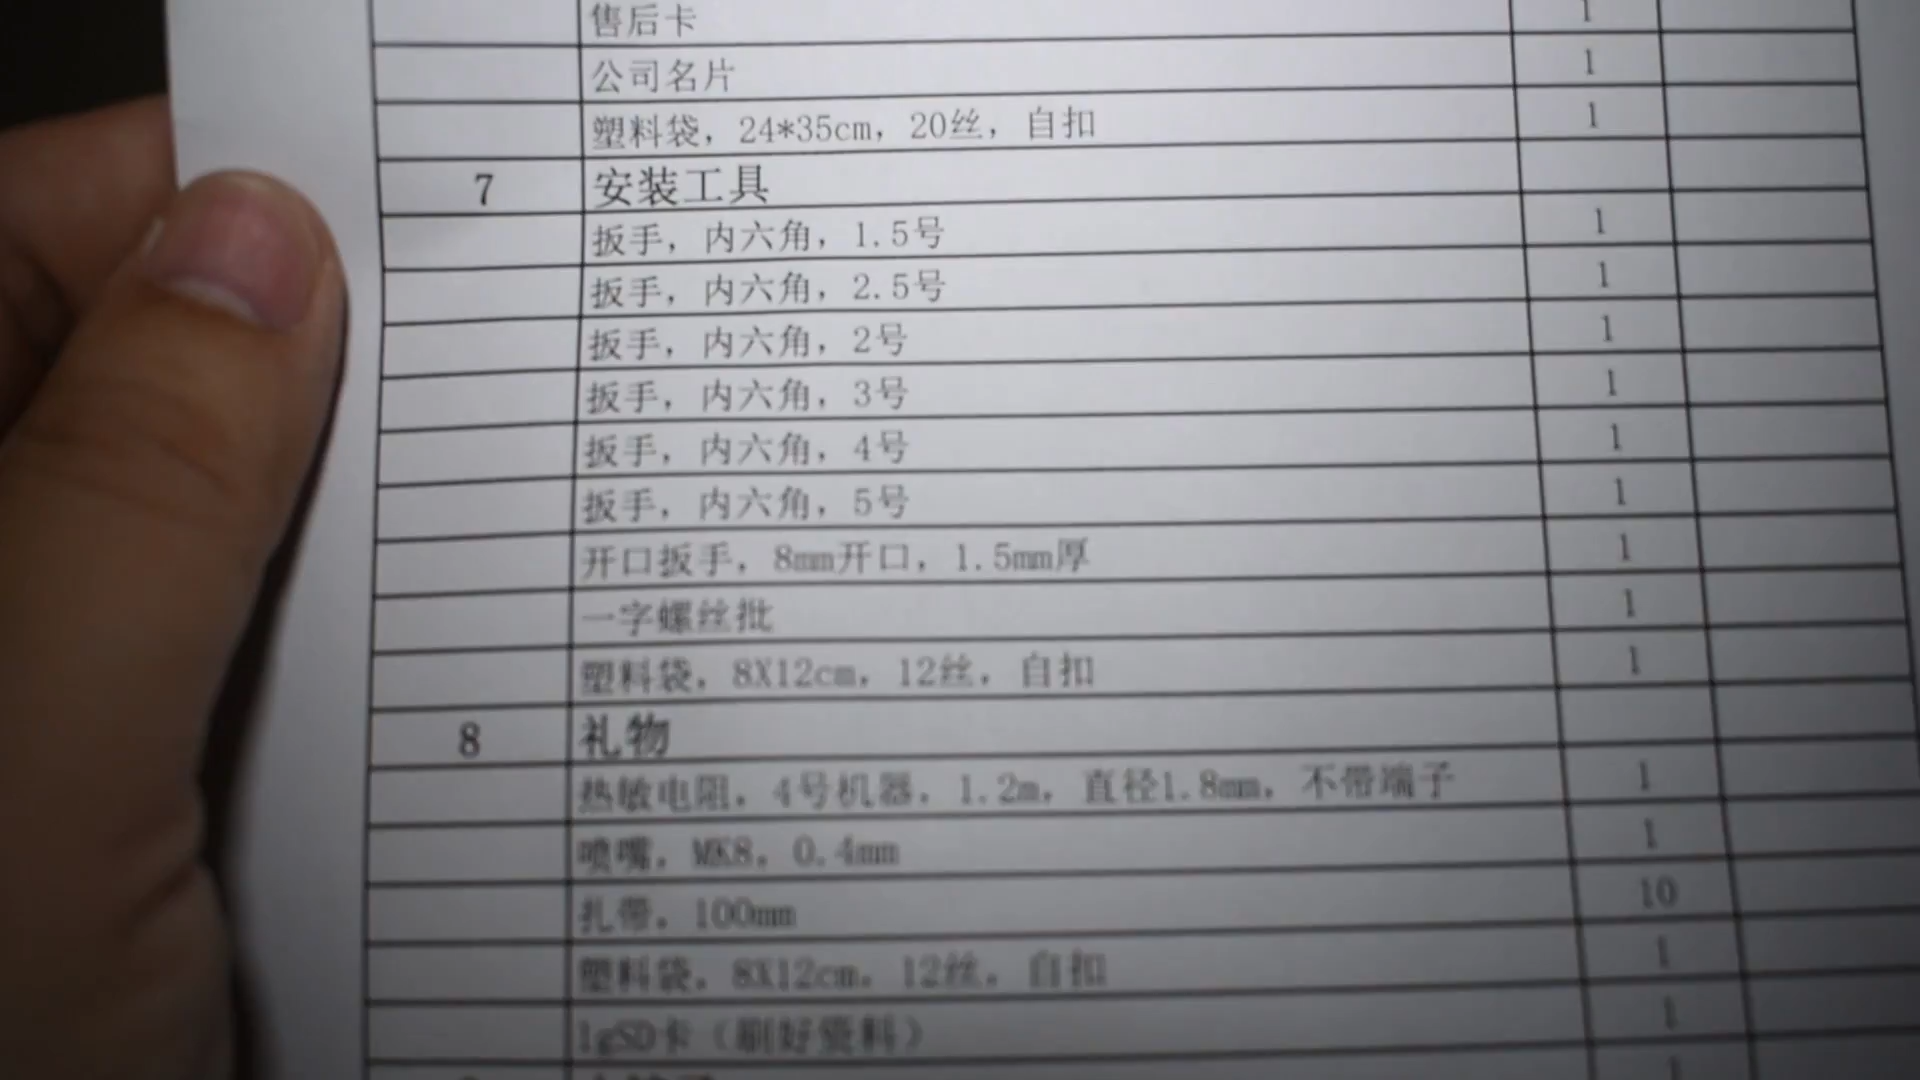 售后卡 1
公司名片 1
塑料袋，24*35cm，20丝，自扣 1
7 安装工具
扳手，内六角，1.5号 1
扳手，内六角，2.5号 1
扳手，内六角，2号 1
扳手，内六角，3号 1
扳手，内六角，4号 1
扳手，内六角，5号 1
开口扳手，8mm开口，1.5mm厚 1
一字螺丝批 1
塑料袋，8X12cm，12丝，自扣 1
8 礼物
热敏电阻，4号机器，1.2m，直径1.8mm，不带端子 1
喷嘴，MK8，0.4mm 1
扎带，100mm 10
塑料袋，8X12cm，12丝，自扣 1
1gSD卡（刷好资料） 1
1